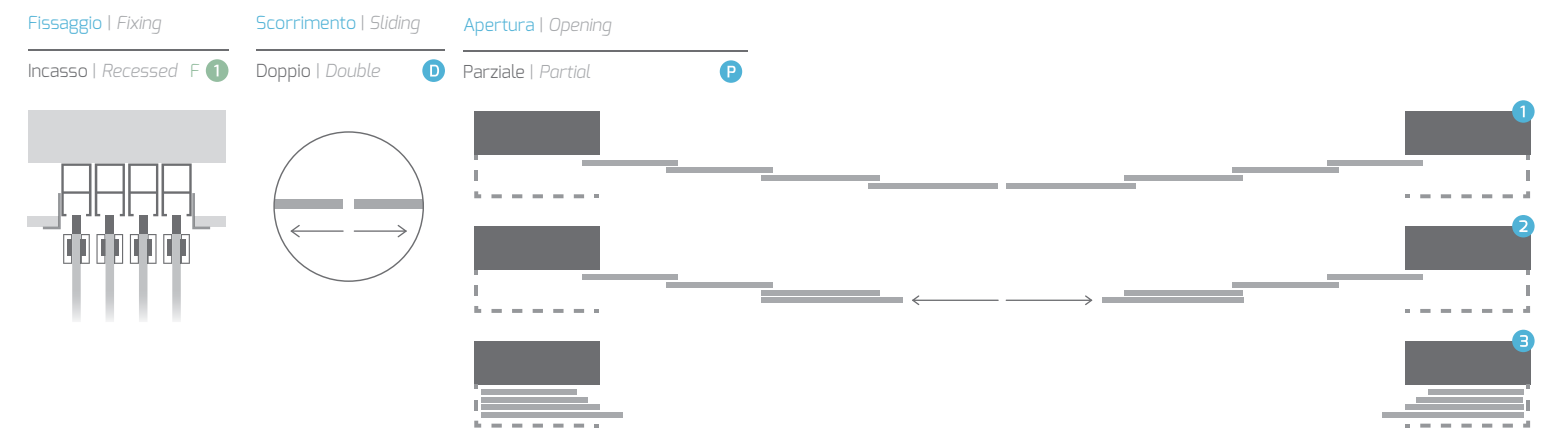 Fissaggio | Fixing
Incasso | Recessed F 1
Scorrimento | Sliding
Doppio | Double D
Apertura | Opening
Parziale | Partial P
1
2
3